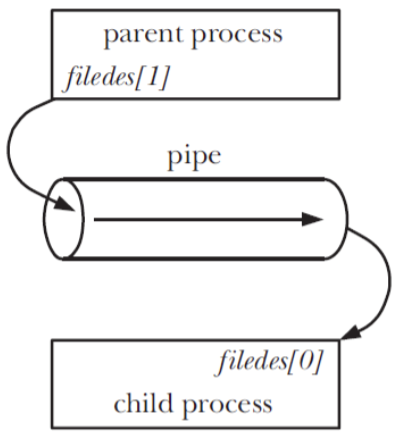 parent process
filedes[1]
pipe
filedes[0]
child process